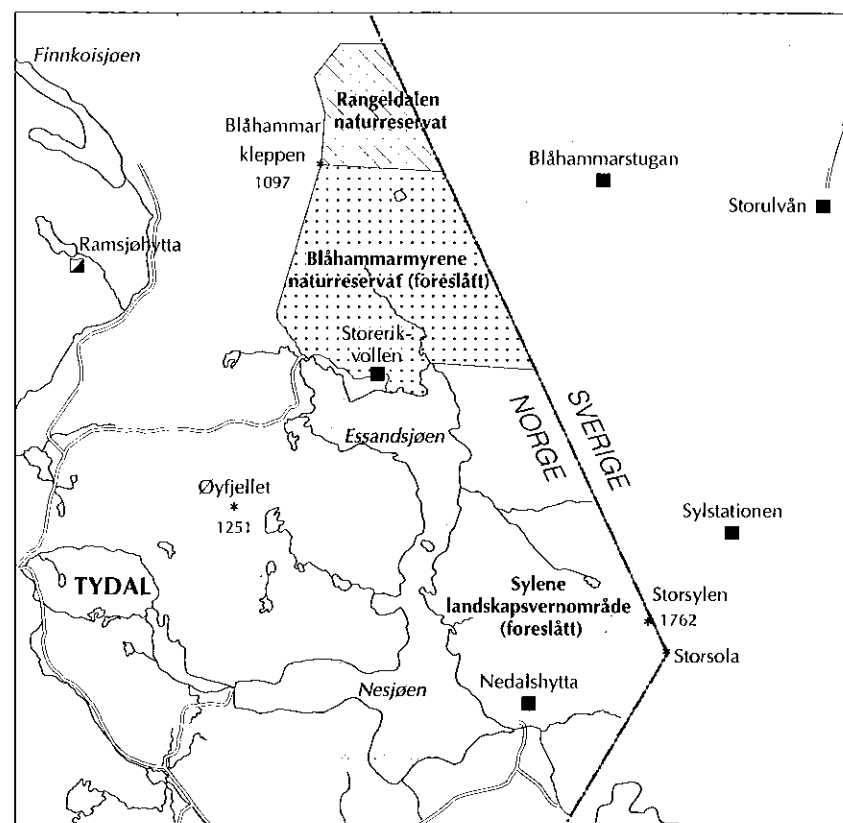 Finnkoisjøen
Rangeldalen
naturreservat
Blåhammar
kleppen
1097
Blåhammarstugan
Storulvån
Ramsjøhytta
Blåhammarmyrene
naturreservat (foreslått)
Storerik-
vollen
Essandsjøen
NORGE
SVERIGE
Øyfjellet
1251
Sylstationen
TYDAL
Sylene
landskapsvernområde
(foreslått)
Storsylen
1762
Storsola
Nesjøen
Nedalshytta